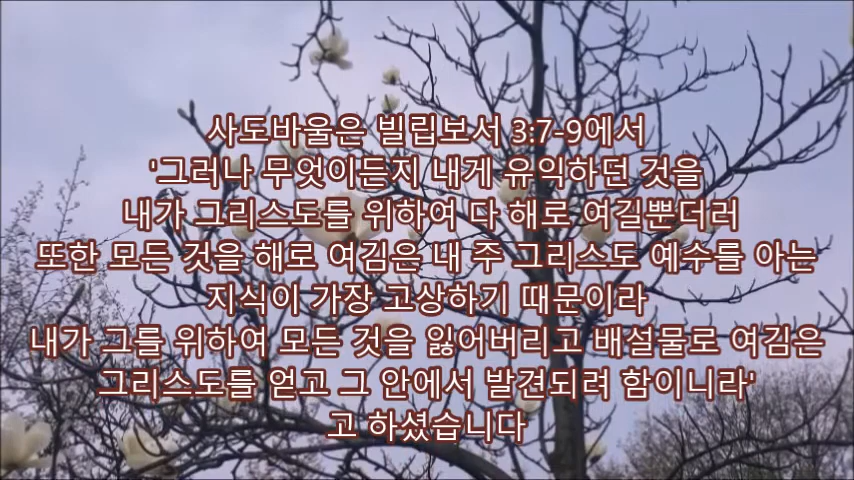 사도바울은 빌립보서 3:7-9에서
'그러나 무엇이든지 내게 유익하던 것을
내가 그리스도를 위하여 다 해로 여길뿐더러
또한 모든 것을 해로 여김은 내 주 그리스도 예수를 아는
지식이 가장 고상하기 때문이라
내가 그를 위하여 모든 것을 잃어버리고 배설물로 여김은
그리스도를 얻고 그 안에서 발견되려 함이니라'
고 하셨습니다